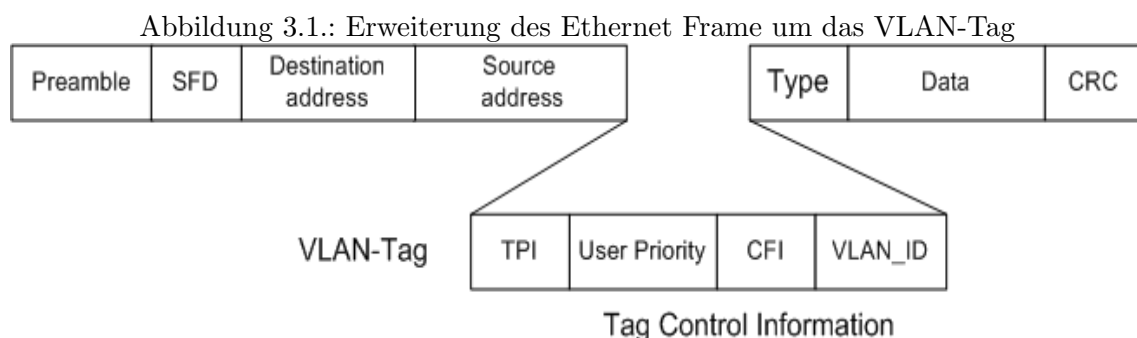 Abbildung 3.1.: Erweiterung des Ethernet Frame um das VLAN-Tag
Preamble
SFD
Destination
address
Source
address
Type
Data
CRC
VLAN-Tag
TPI
User Priority
CFI
VLAN_ID
Tag Control Information